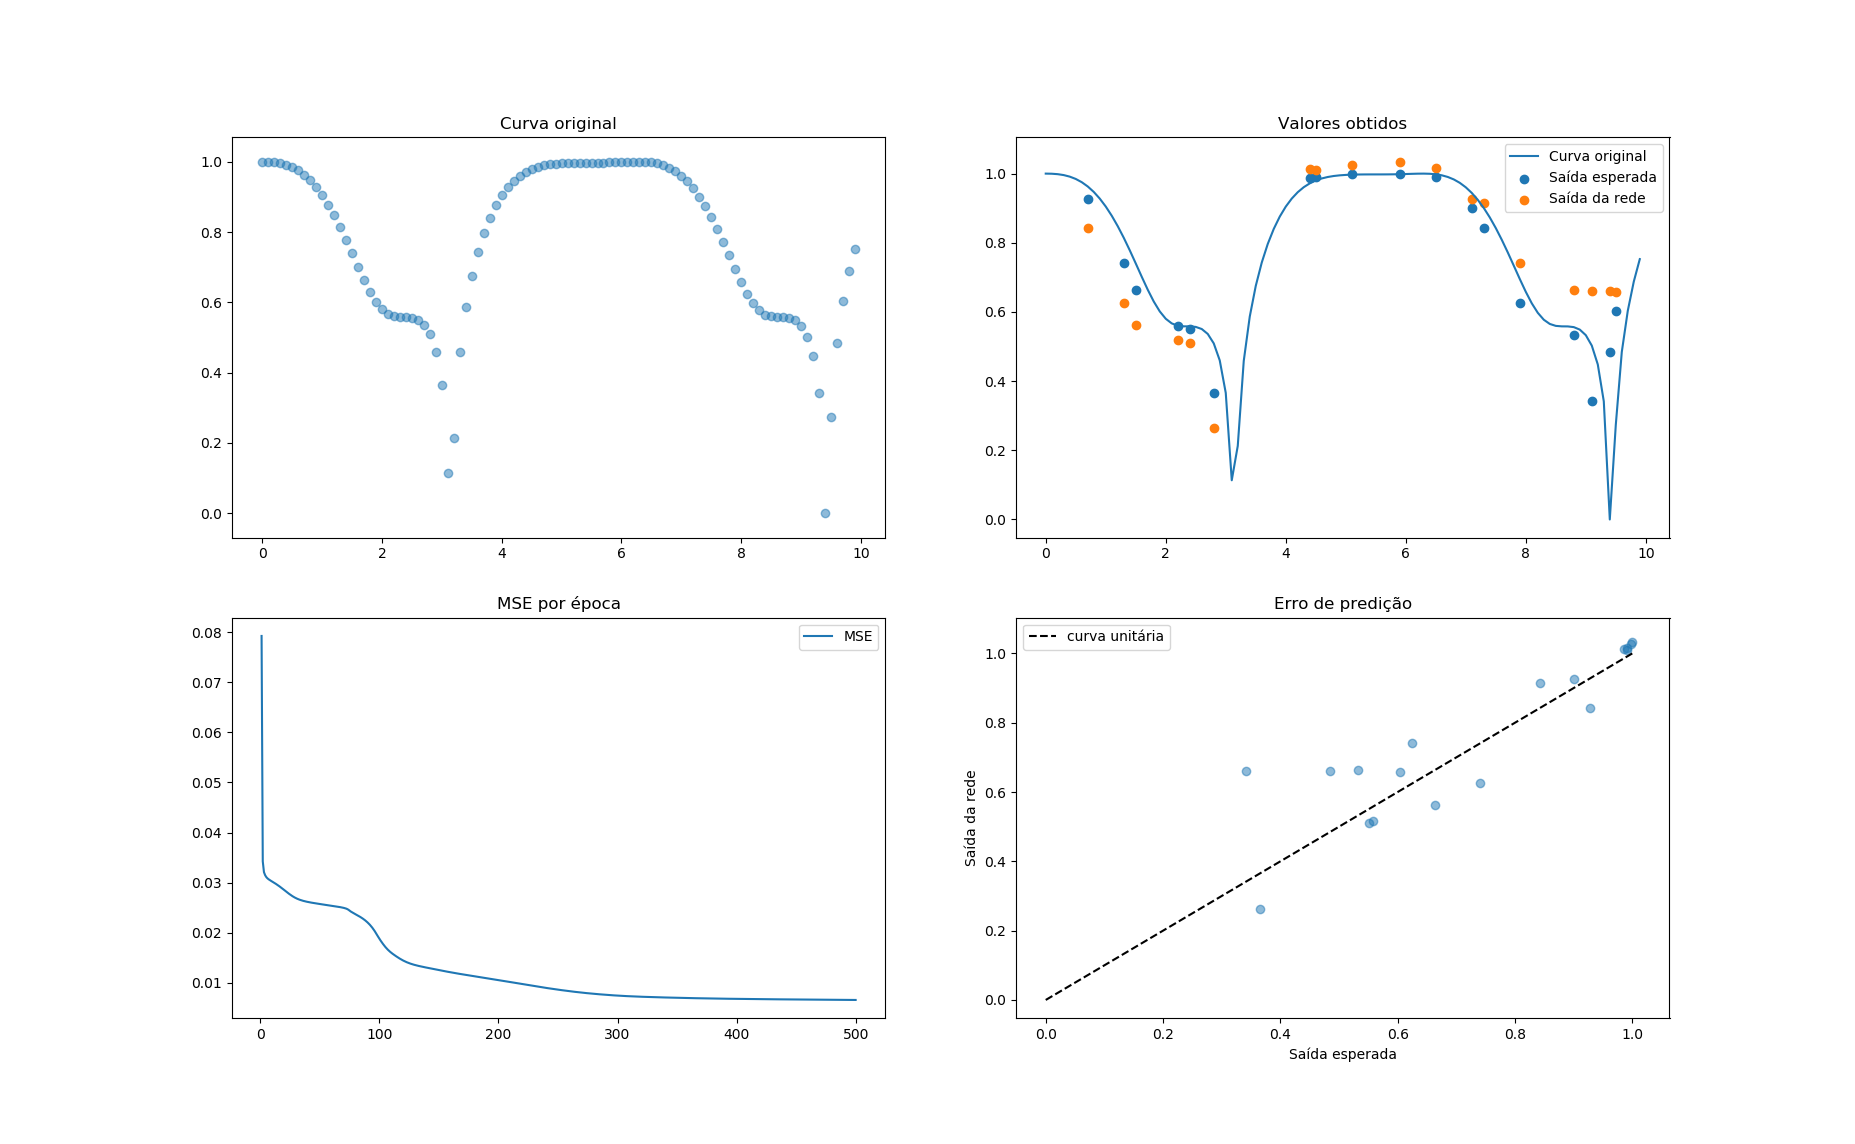 Curva original
1.0
0.8
0.6
0.4
0.2
0.0
0 2 4 6 8 10
Valores obtidos
Curva original
Saída esperada
Saída da rede
1.0
0.8
0.6
0.4
0.2
0.0
0 2 4 6 8 10
MSE por época
MSE
0.08
0.07
0.06
0.05
0.04
0.03
0.02
0.01
0 100 200 300 400 500
Erro de predição
curva unitária
Saída da rede
1.0
0.8
0.6
0.4
0.2
0.0
0.0 0.2 0.4 0.6 0.8 1.0
Saída esperada